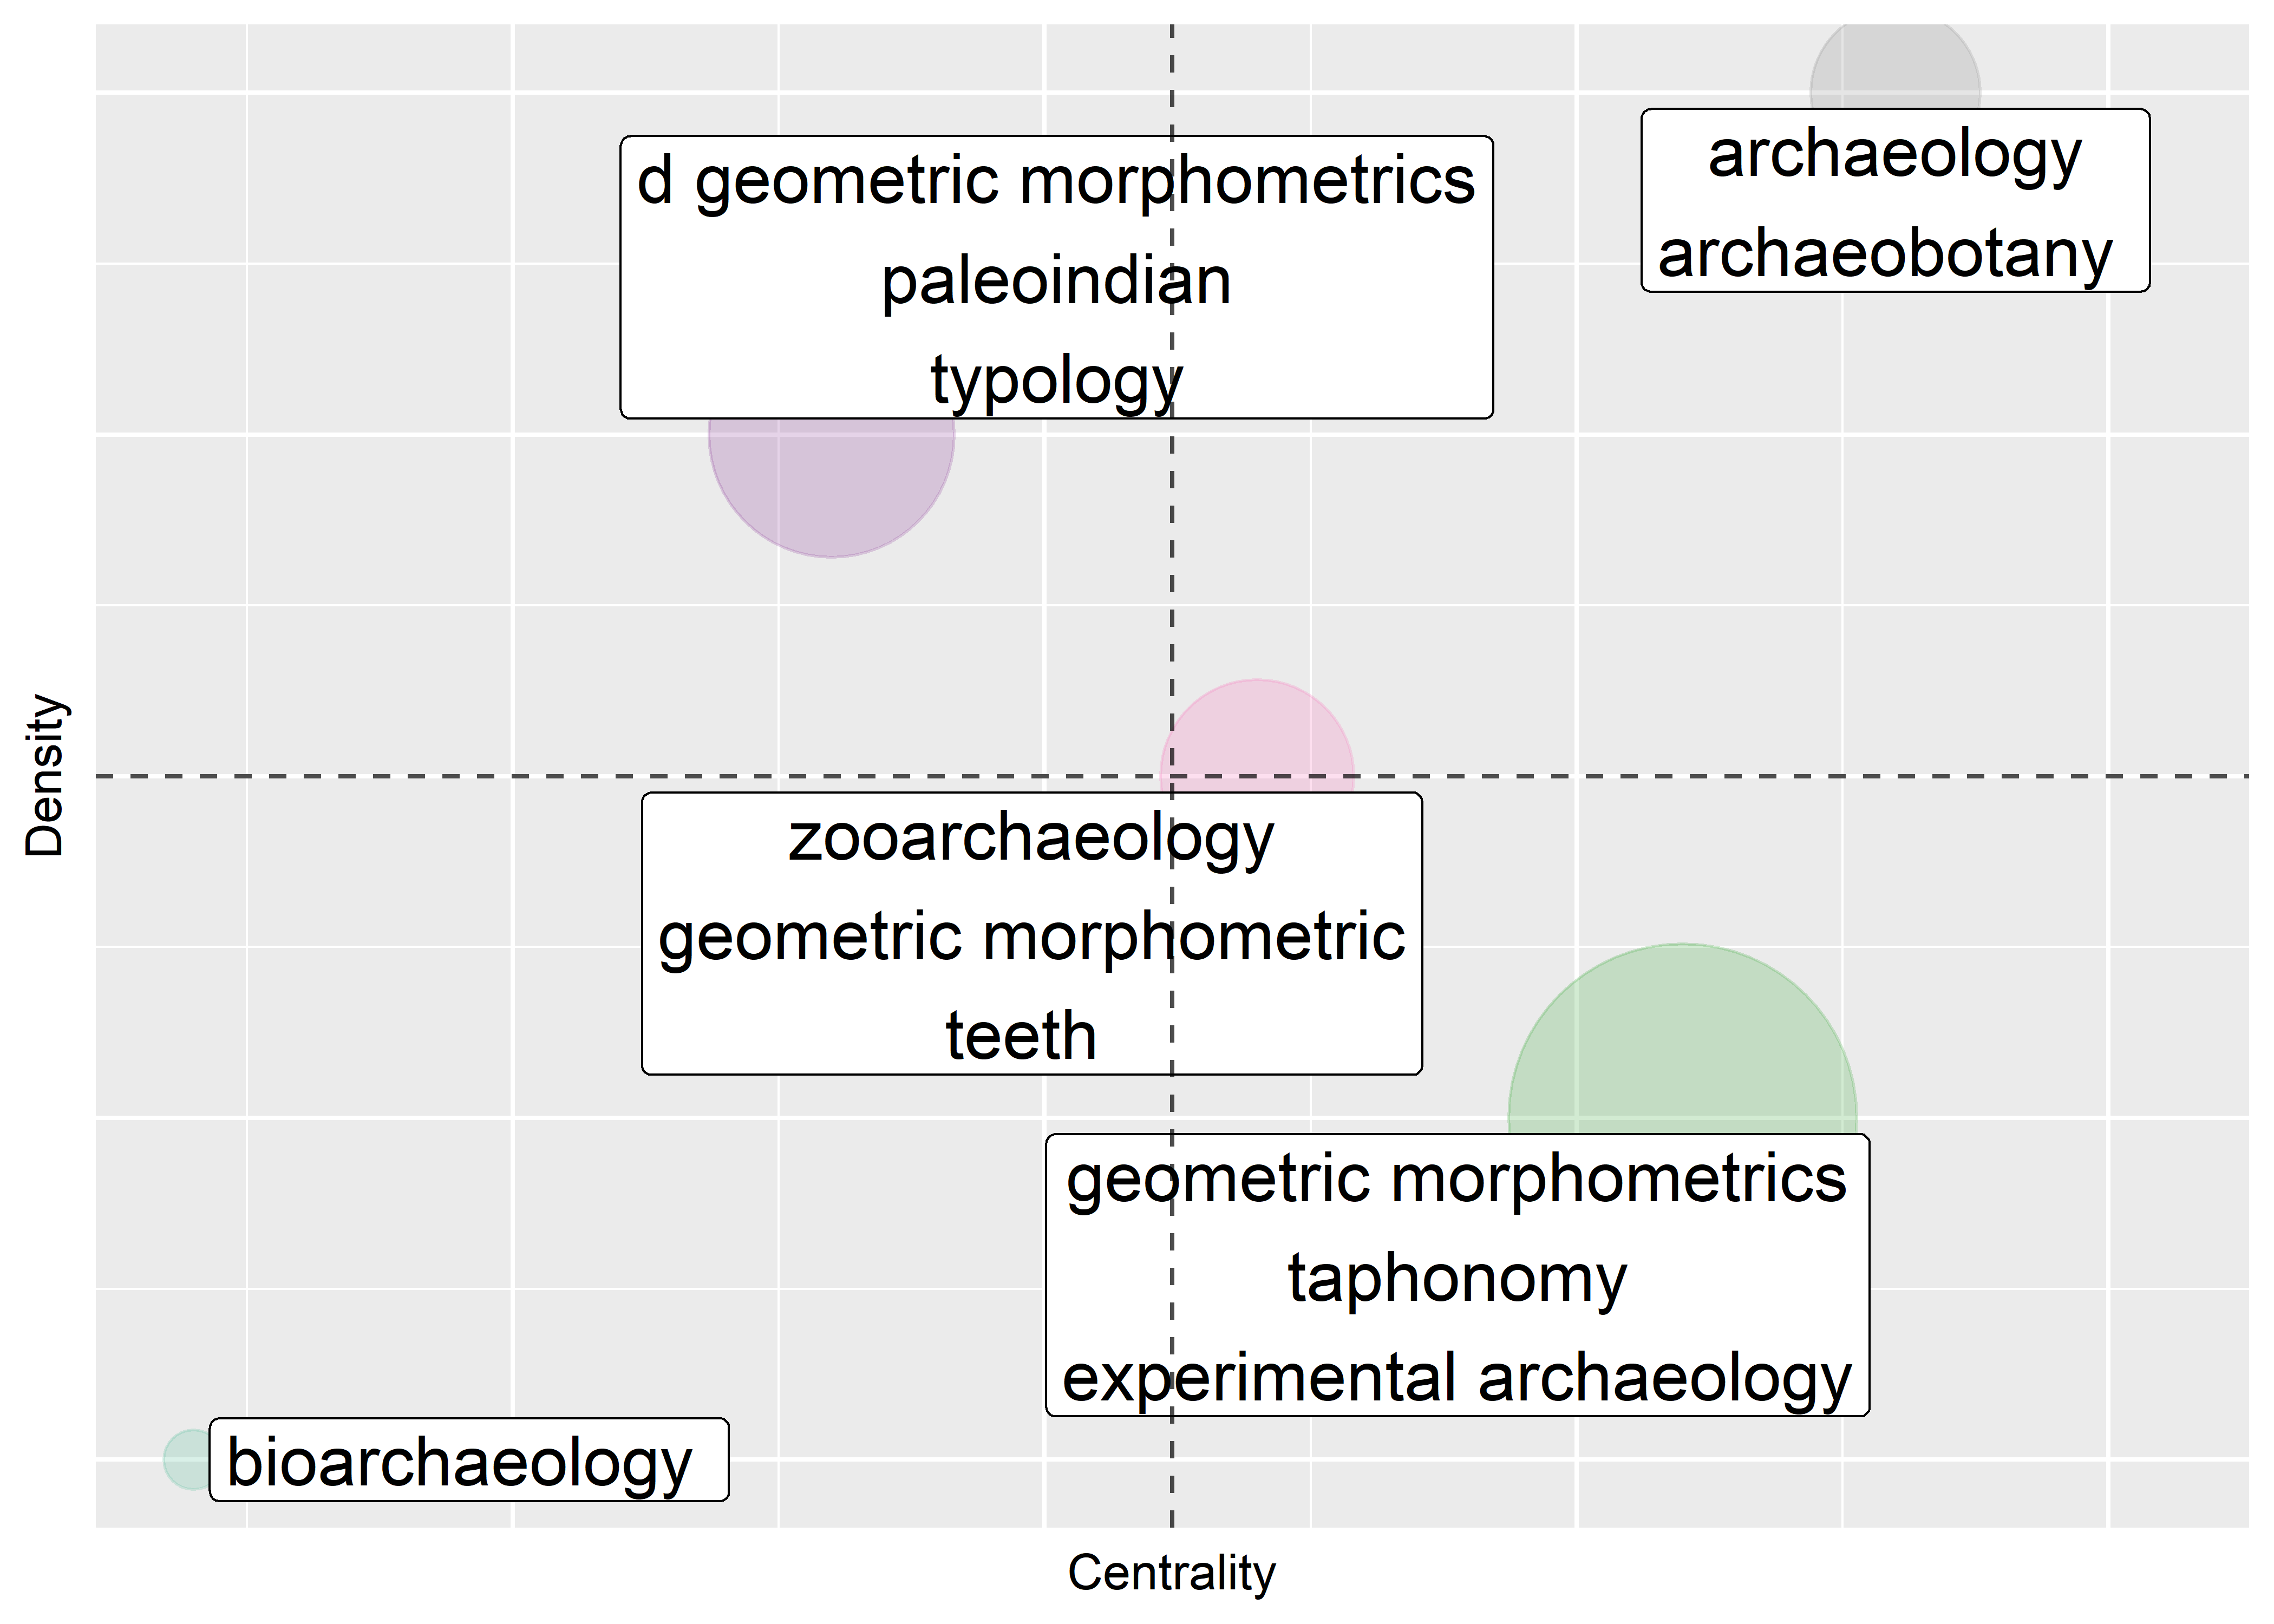 archaeology
archaeobotany
d geometric morphometrics
paleoindian
typology
Density
zooarchaeology
geometric morphometric
teeth
geometric morphometrics
taphonomy
experimental archaeology
bioarchaeology
Centrality